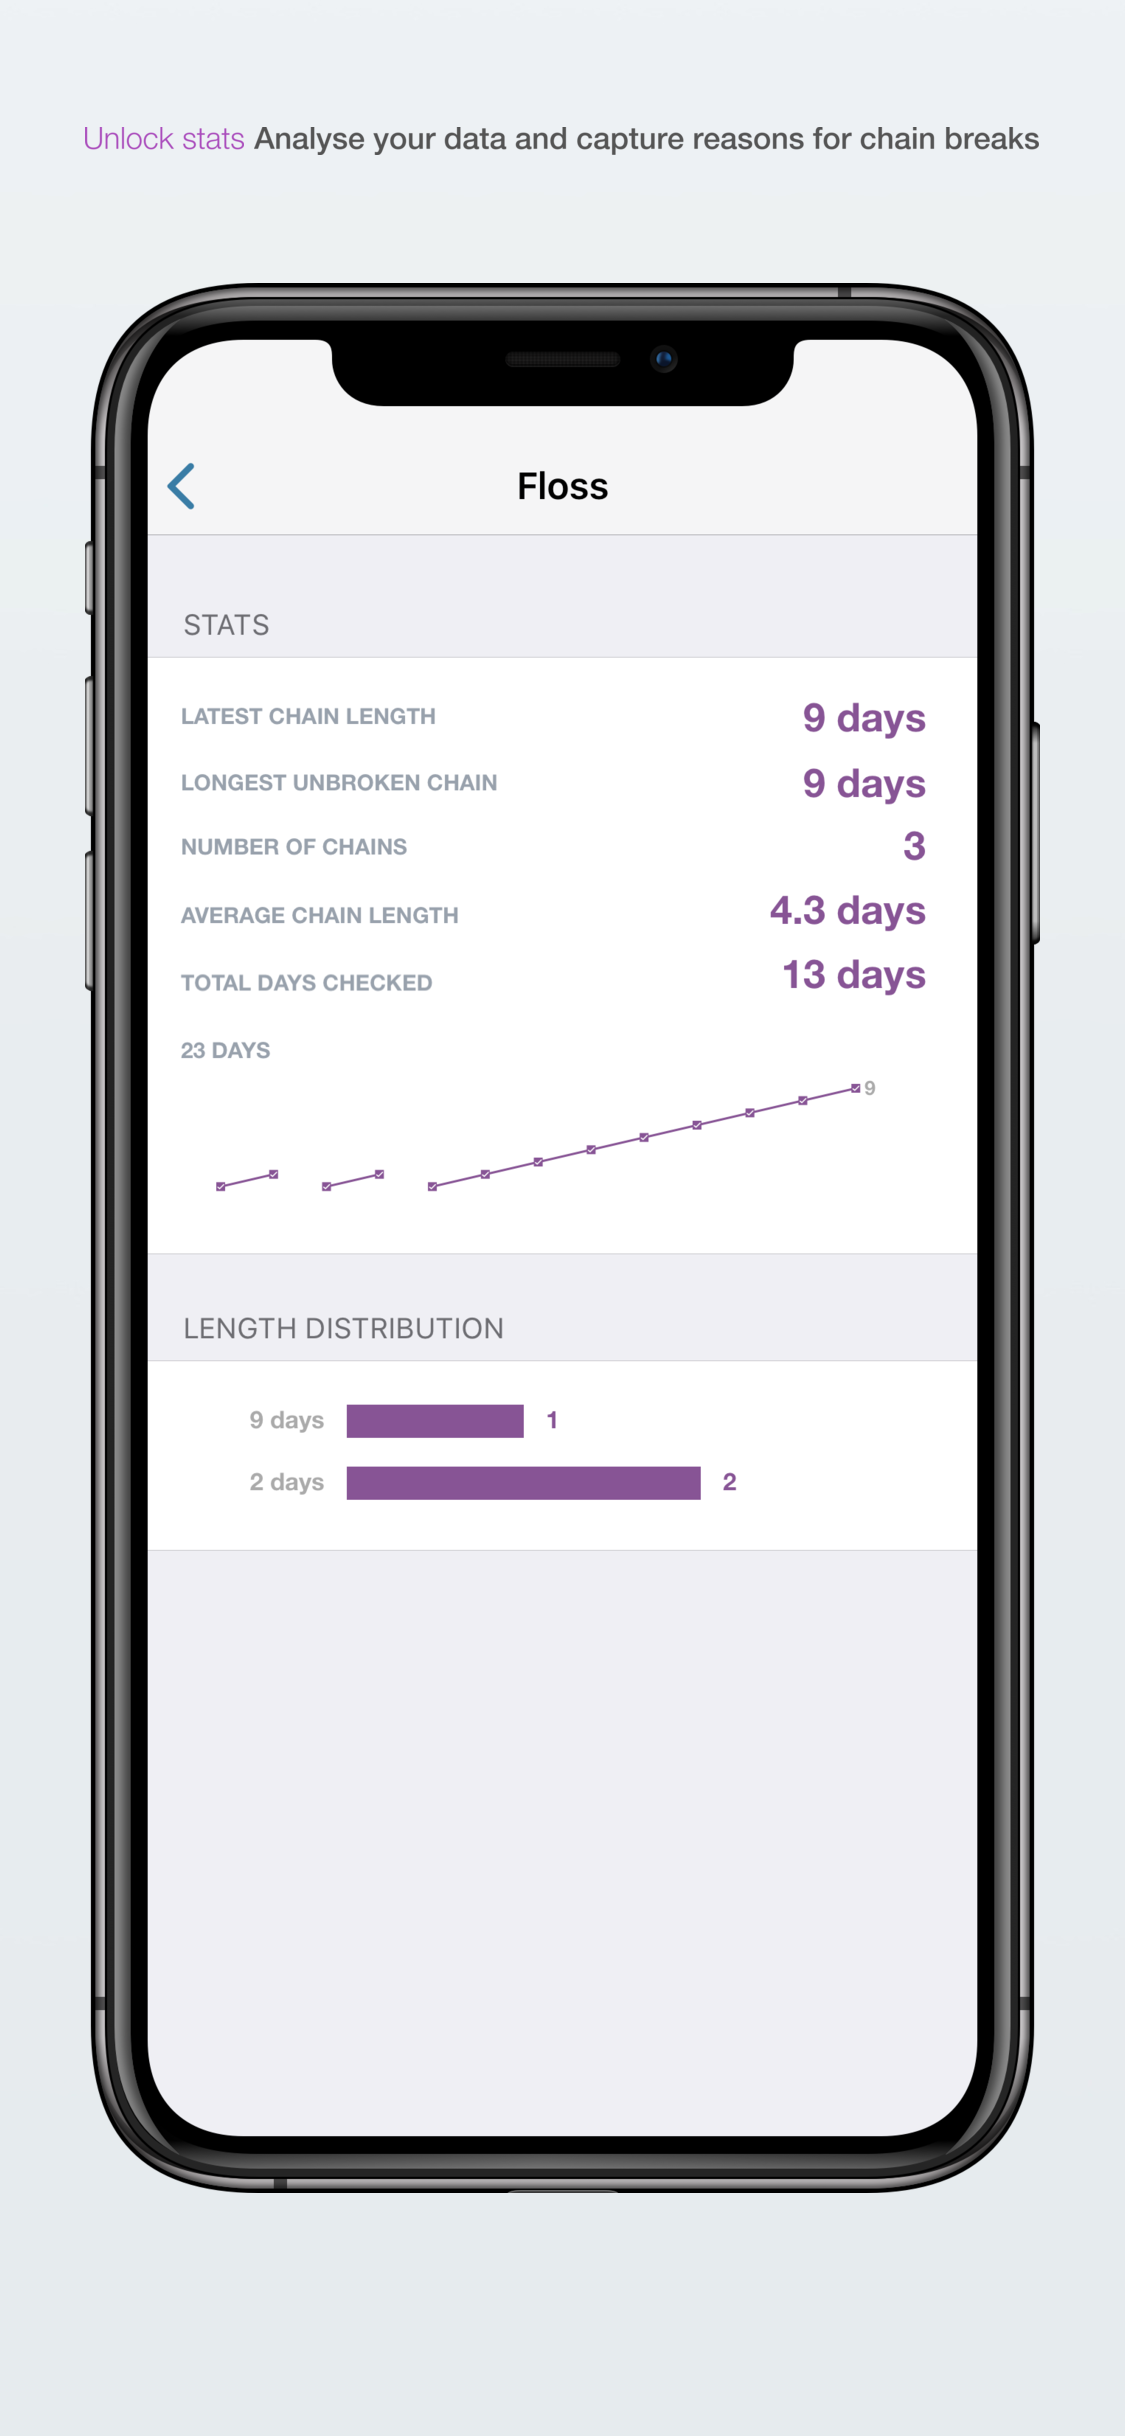 Unlock stats Analyse your data and capture reasons for chain breaks
Floss
STATS
LATEST CHAIN LENGTH 9 days
LONGEST UNBROKEN CHAIN 9 days
NUMBER OF CHAINS 3
AVERAGE CHAIN LENGTH 4.3 days
TOTAL DAYS CHECKED 13 days
23 DAYS
9
LENGTH DISTRIBUTION
9 days 1
2 days 2